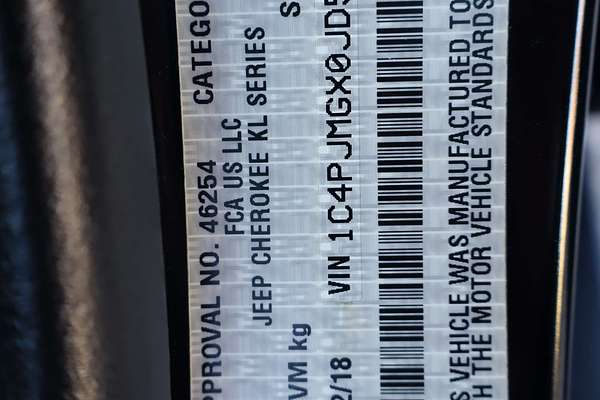 PPROVAL NO. 46254 CATEGO
FCA US LLC
JEEP CHEROKEE KL SERIES
VM kg S
2/18 VIN 1C4PJMGX0JD5
S VEHICLE WAS MANUFACTURED TO
H THE MOTOR VEHICLE STANDARDS